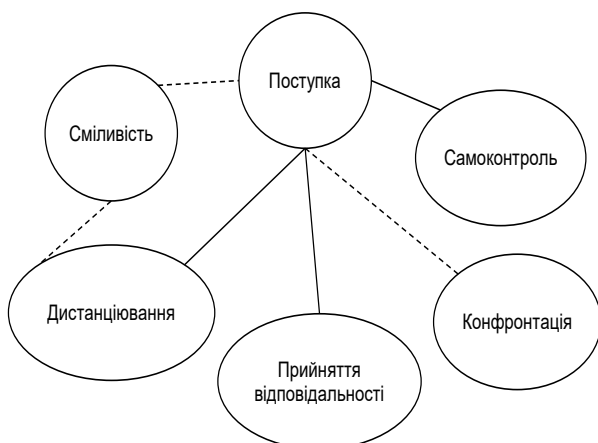 Поступка
Сміливість
Самоконтроль
Дистанціювання
Конфронтація
Прийняття
відповідальності